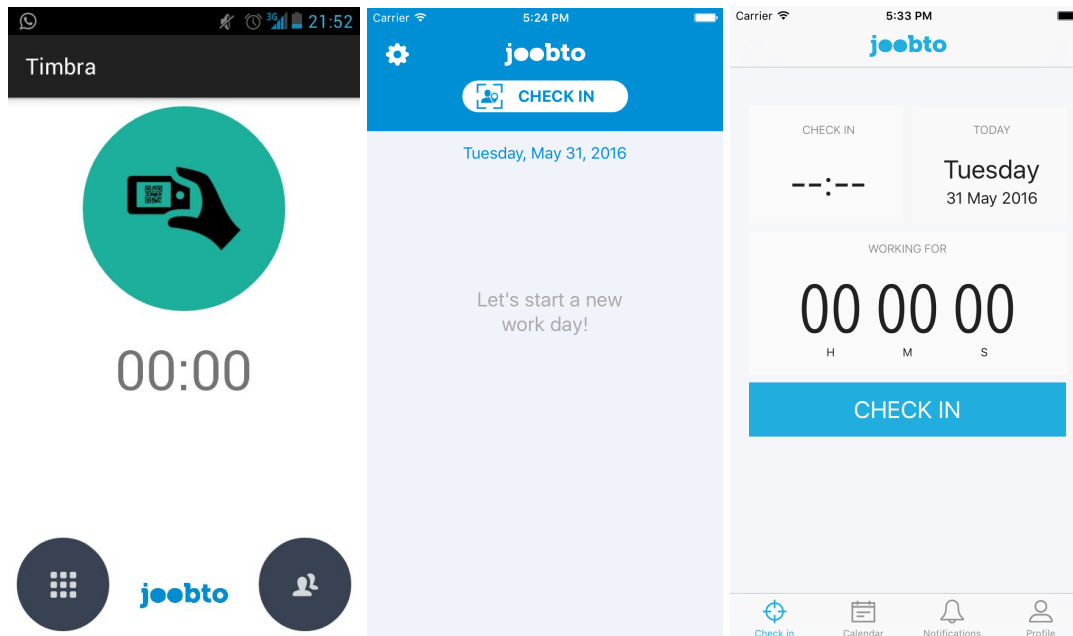 3G 21:52
Timbra
00:00
joobto
Carrier 5:24 PM
joobto
CHECK IN
Tuesday, May 31, 2016
Let's start a new
work day!
Carrier 5:33 PM
joobto
CHECK IN
--:--
TODAY
Tuesday
31 May 2016
WORKING FOR
00 00 00
H M S
CHECK IN
Check in Calendar Notifications Profile